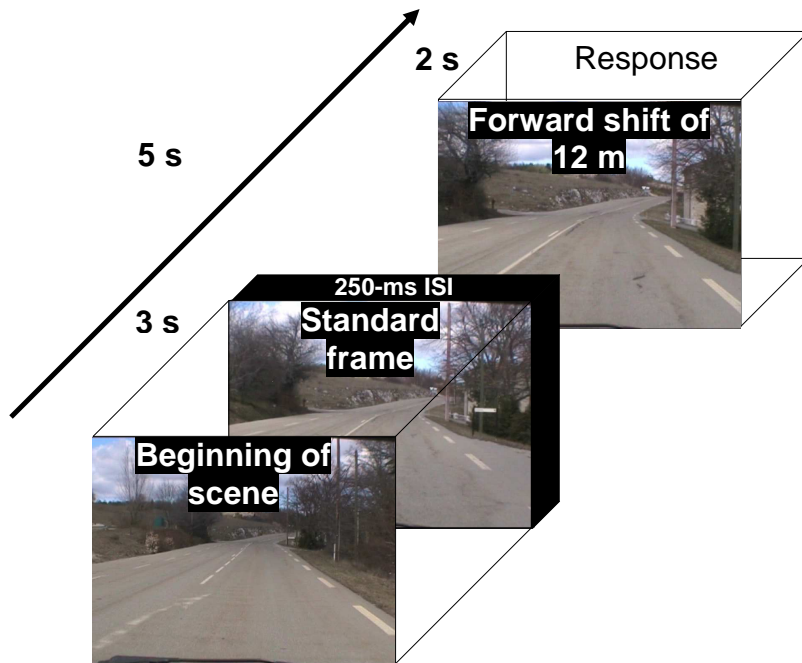 2 s
Response
Forward shift of
12 m
5 s
250-ms ISI
3 s
Standard
frame
Beginning of
scene